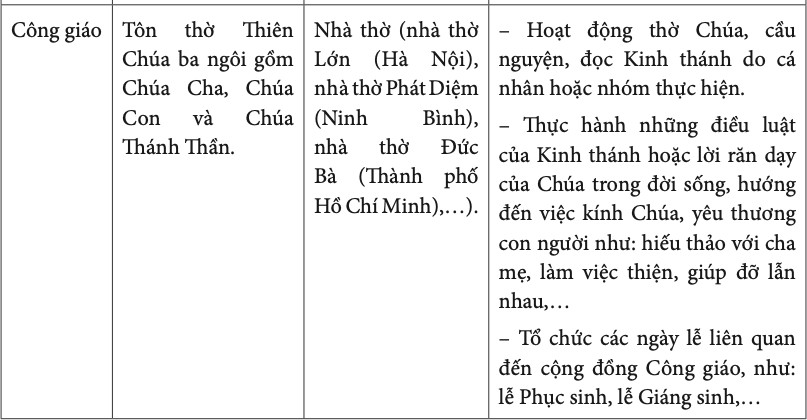 Công giáo
Tôn thờ Thiên
Chúa ba ngôi gồm
Chúa Cha, Chúa
Con và Chúa
Thánh Thần.
Nhà thờ (nhà thờ
Lớn (Hà Nội),
nhà thờ Phát Diệm
(Ninh Bình),
nhà thờ Đức
Bà (Thành phố
Hồ Chí Minh),…).
– Hoạt động thờ Chúa, cầu
nguyện, đọc Kinh thánh do cá
nhân hoặc nhóm thực hiện.
– Thực hành những điều luật
của Kinh thánh hoặc lời răn dạy
của Chúa trong đời sống, hướng
đến việc kính Chúa, yêu thương
con người như: hiếu thảo với cha
mẹ, làm việc thiện, giúp đỡ lẫn
nhau,…
– Tổ chức các ngày lễ liên quan
đến cộng đồng Công giáo, như:
lễ Phục sinh, lễ Giáng sinh,…